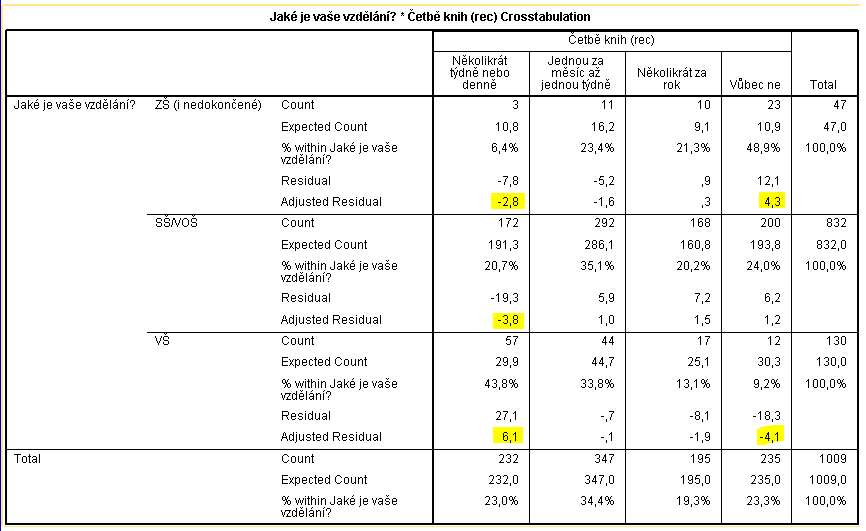 Jaké je vaše vzdělání? * Četbě knih (rec) Crosstabulation
Četbě knih (rec)
Několikrát týdně nebo denně Jednou za měsíc až jednou týdně Několikrát za rok Vůbec ne Total
Jaké je vaše vzdělání? ZŠ (i nedokončené) Count 3 11 10 23 47
Expected Count 10,8 16,2 9,1 10,9 47,0
% within Jaké je vaše vzdělání? 6,4% 23,4% 21,3% 48,9% 100,0%
Residual -7,8 -5,2 ,9 12,1
Adjusted Residual -2,8 -1,6 ,3 4,3
SŠ/VOŠ Count 172 292 168 200 832
Expected Count 191,3 286,1 160,8 193,8 832,0
% within Jaké je vaše vzdělání? 20,7% 35,1% 20,2% 24,0% 100,0%
Residual -19,3 5,9 7,2 6,2
Adjusted Residual -3,8 1,0 1,5 1,2
VŠ Count 57 44 17 12 130
Expected Count 29,9 44,7 25,1 30,3 130,0
% within Jaké je vaše vzdělání? 43,8% 33,8% 13,1% 9,2% 100,0%
Residual 27,1 -,7 -8,1 -18,3
Adjusted Residual 6,1 -,1 -1,9 -4,1
Total Count 232 347 195 235 1009
Expected Count 232,0 347,0 195,0 235,0 1009,0
% within Jaké je vaše vzdělání? 23,0% 34,4% 19,3% 23,3% 100,0%